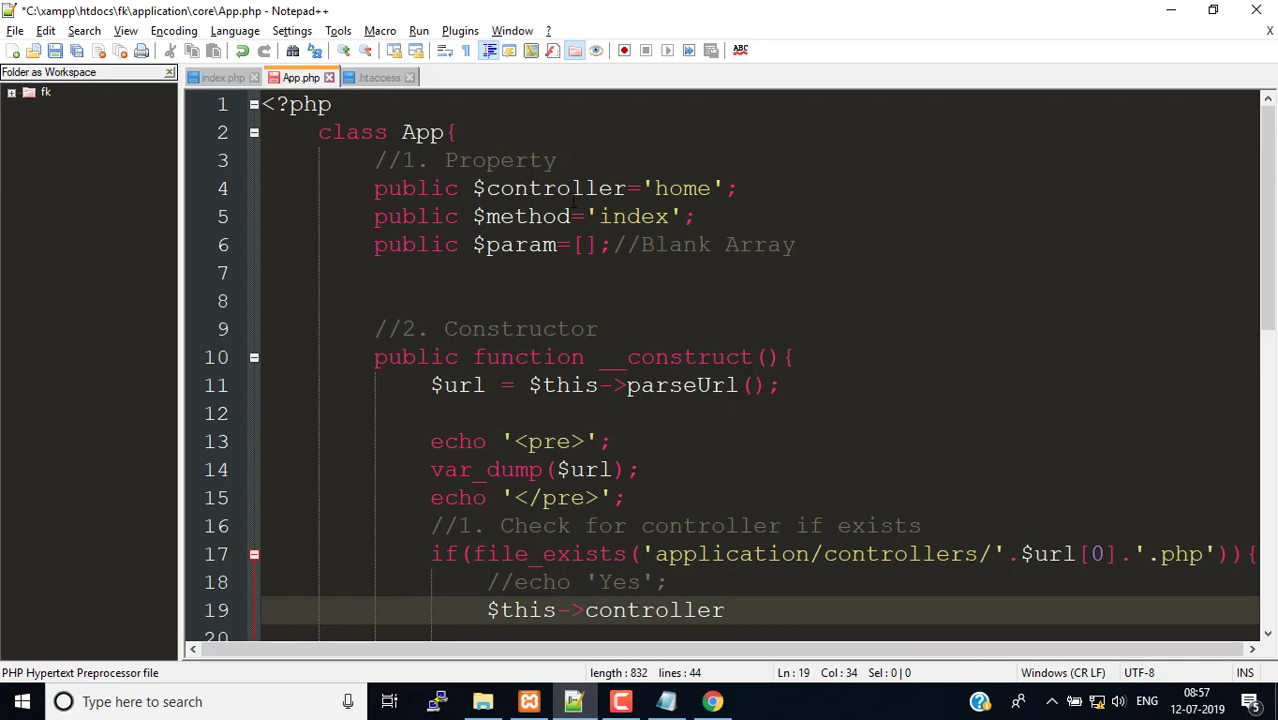 *C:\xampp\htdocs\fk\application\core\App.php - Notepad++
File Edit Search View Encoding Language Settings Tools Macro Run Plugins Window ? X
ABC
Folder as Workspace
index.php App.php .htaccess
fk
1 <?php
2 class App{
3 //1. Property
4 public $controller='home';
5 public $method='index';
6 public $param=[];//Blank Array
7
8
9 //2. Constructor
10 public function __construct(){
11 $url = $this->parseUrl();
12
13 echo '<pre>';
14 var_dump($url);
15 echo '</pre>';
16 //1. Check for controller if exists
17 if(file_exists('application/controllers/'.$url[0].'.php')){
18 //echo 'Yes';
19 $this->controller
20
PHP Hypertext Preprocessor file length : 832 lines : 44 Ln : 19 Col : 34 Sel : 0 | 0 Windows (CR LF) UTF-8 INS
Type here to search ENG 08:57
12-07-2019 5